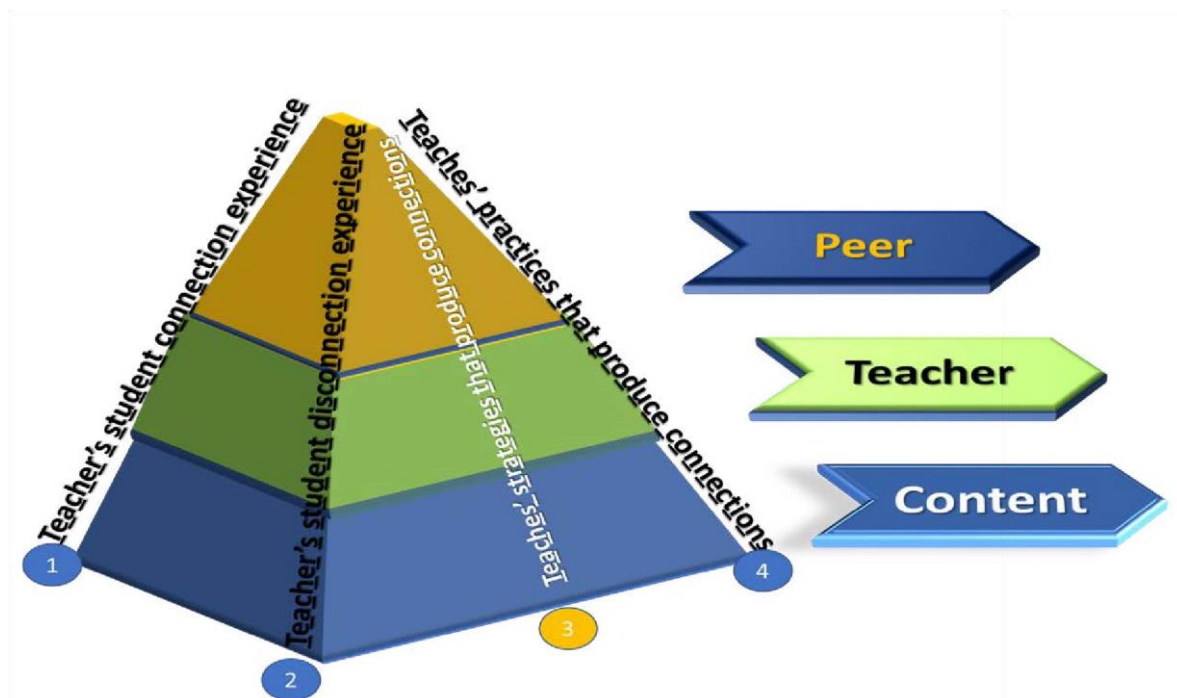 Teacher's student connection experience
Teacher's student disconnection experience
Teaches' strategies that produce connections
Teaches' practices that produce connections
Peer
Teacher
Content
1
2
3
4